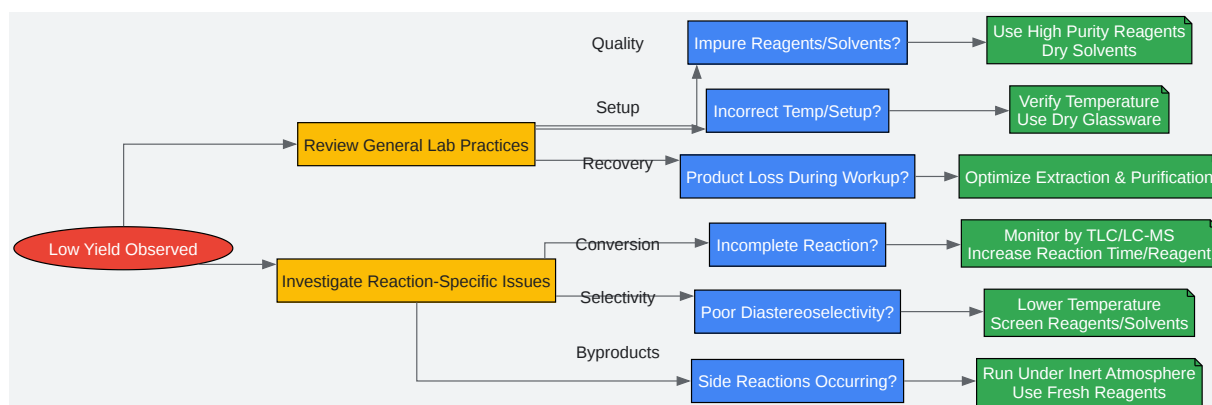 Low Yield Observed
Review General Lab Practices
Investigate Reaction-Specific Issues
Quality
Impure Reagents/Solvents?
Use High Purity Reagents
Dry Solvents
Setup
Incorrect Temp/Setup?
Verify Temperature
Use Dry Glassware
Recovery
Product Loss During Workup?
Optimize Extraction & Purification
Conversion
Incomplete Reaction?
Monitor by TLC/LC-MS
Increase Reaction Time/Reagent
Selectivity
Poor Diastereoselectivity?
Lower Temperature
Screen Reagents/Solvents
Byproducts
Side Reactions Occurring?
Run Under Inert Atmosphere
Use Fresh Reagents